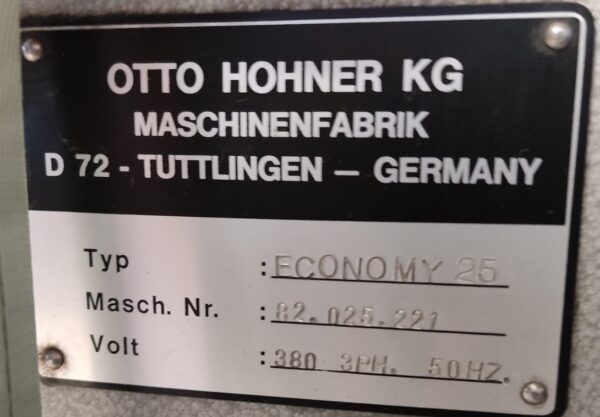 OTTO HOHNER KG
MASCHINENFABRIK
D 72 - TUTTLINGEN — GERMANY
Typ : ECONOMY 25
Masch. Nr. : 82.025.221
Volt : 380 3PH. 50HZ.